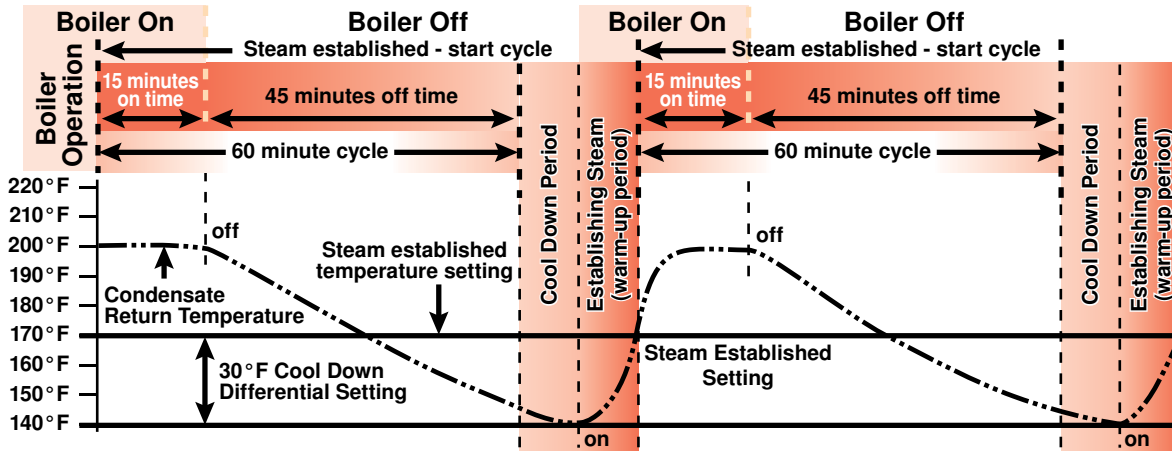 Boiler On
Boiler Off
Boiler On
Boiler Off
Steam established - start cycle
Steam established - start cycle
Boiler
Operation
15 minutes
on time
45 minutes off time
15 minutes
on time
45 minutes off time
60 minute cycle
60 minute cycle
Cool Down Period
Establishing Steam
(warm-up period)
Cool Down Period
Establishing Steam
(warm-up period)
220°F
210°F
200°F
190°F
180°F
170°F
160°F
150°F
140°F
off
off
Steam established
temperature setting
Condensate
Return Temperature
30°F Cool Down
Differential Setting
Steam Established
Setting
on
on